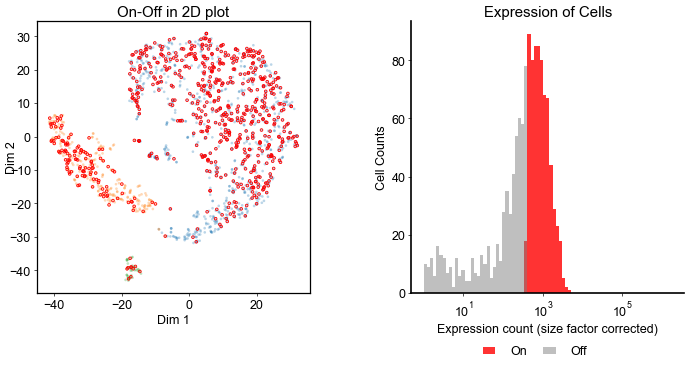 On-Off in 2D plot
Dim 2
30
20
10
0
−10
−20
−30
−40
−40
−20
0
20
Dim 1
Expression of Cells
Cell Counts
80
60
40
20
0
10^1
10^3
10^5
Expression count (size factor corrected)
On
Off